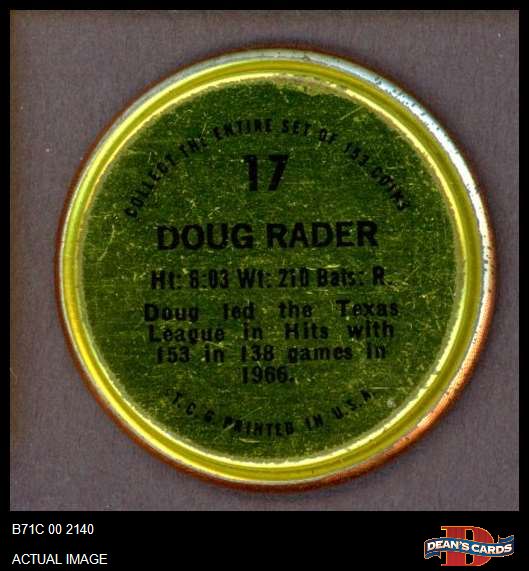 COLLECT THE ENTIRE SET OF 153 COINS
17
DOUG RADER
Ht: 6:03 Wt: 210 Bats: R.
Doug led the Texas
League in Hits with
153 in 138 games in
1966.
T.C.G. PRINTED IN U.S.A.
B71C 00 2140
ACTUAL IMAGE
D
DEAN'S CARDS